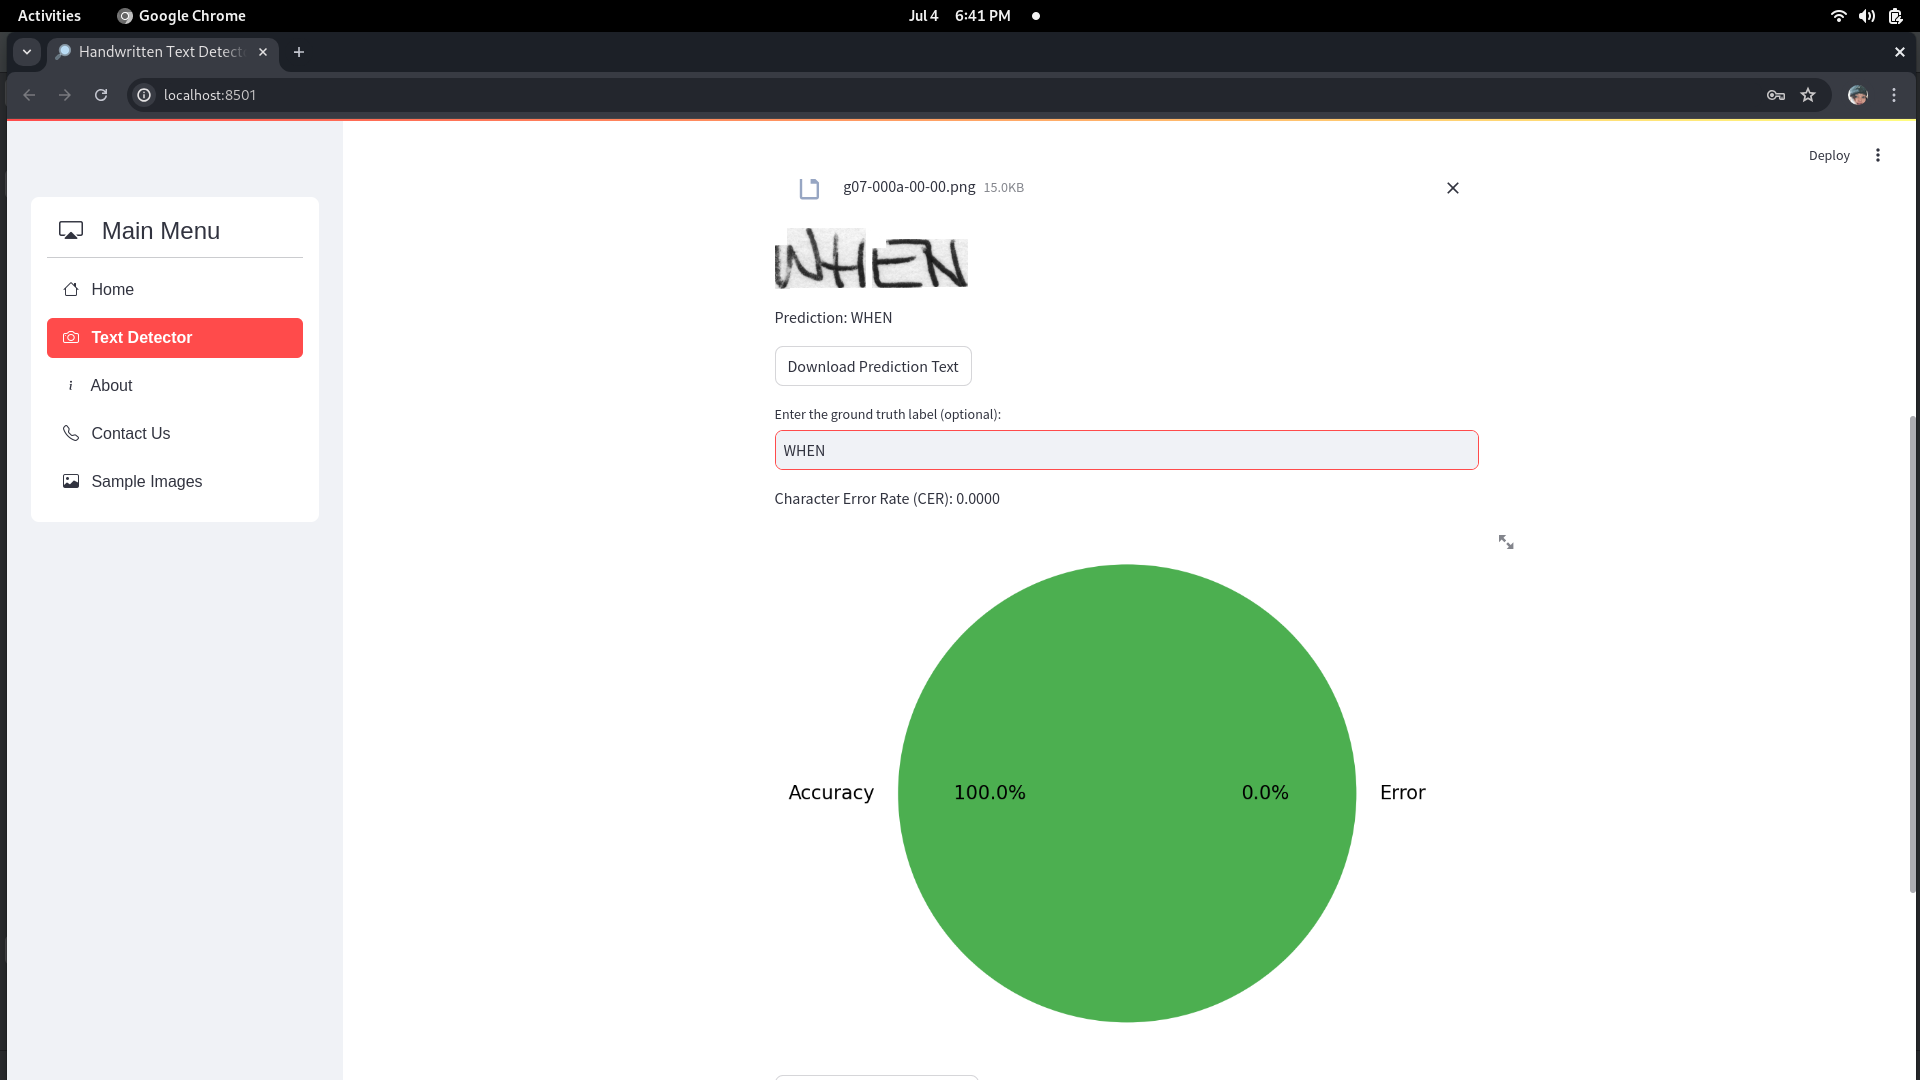 Activities Google Chrome Jul 4 6:41 PM
Handwritten Text Detect
localhost:8501
Deploy
Main Menu
Home
Text Detector
About
Contact Us
Sample Images
g07-000a-00-00.png 15.0KB
WHEN
Prediction: WHEN
Download Prediction Text
Enter the ground truth label (optional):
WHEN
Character Error Rate (CER): 0.0000
Accuracy 100.0% 0.0% Error